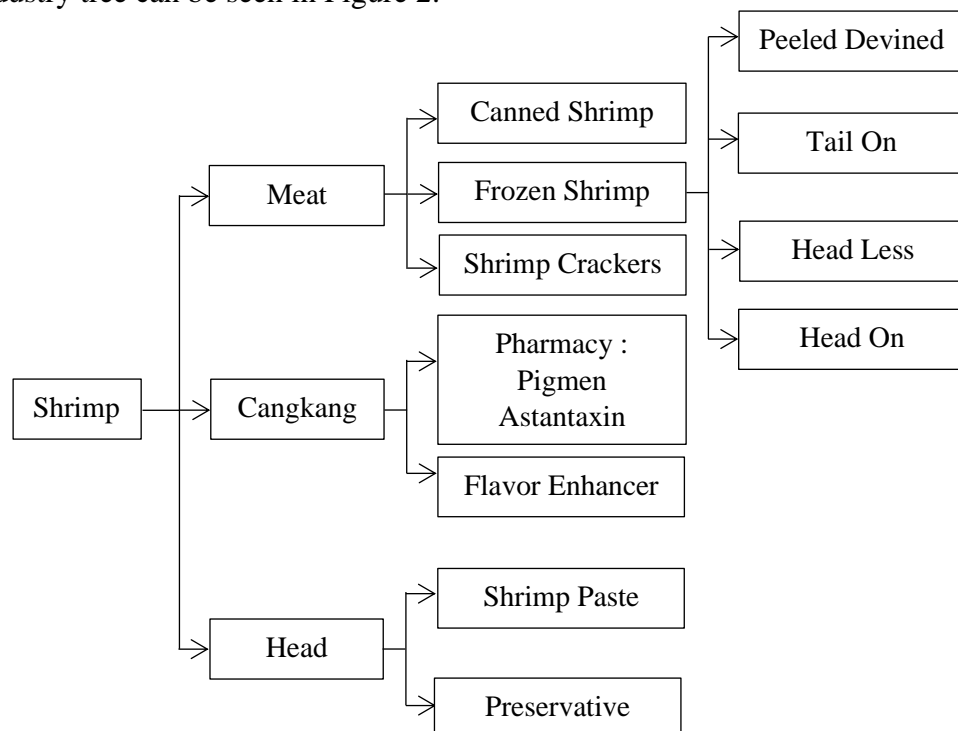 dustry tree can be seen in Figure 2.
Peeled Devined
Canned Shrimp
Tail On
Meat
Frozen Shrimp
Head Less
Shrimp Crackers
Head On
Pharmacy :
Pigmen
Astantaxin
Shrimp
Cangkang
Flavor Enhancer
Shrimp Paste
Head
Preservative